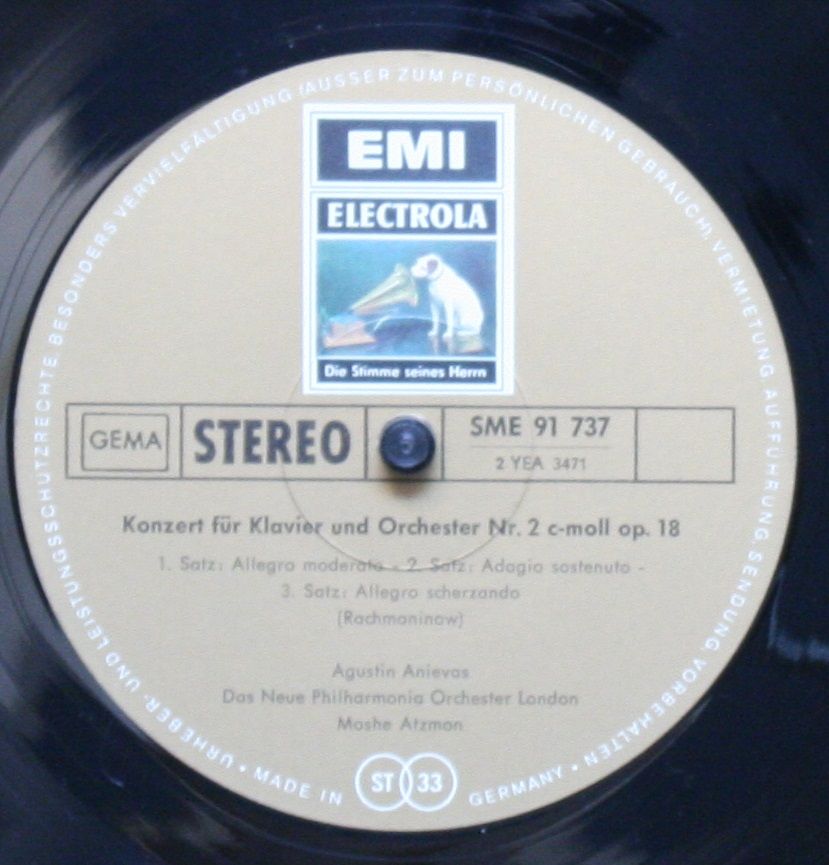 EMI
ELECTROLA
Die Stimme seines Herrn
GEMA
STEREO
SME 91 737
2 YEA 3471
Konzert für Klavier und Orchester Nr. 2 c-moll op. 18
1. Satz: Allegro moderato - 2. Satz: Adagio sostenuto -
3. Satz: Allegro scherzando
(Rachmaninow)
Agustin Anievas
Das Neue Philharmonia Orchester London
Moshe Atzmon
URHEBER- UND LEISTUNGSSCHUTZRECHTE, BESONDERS VERVIELFÄLTIGUNG (AUSSER ZUM PERSÖNLICHEN GEBRAUCH), VERMIETUNG, AUFFÜHRUNG, SENDUNG VORBEHALTEN •
• MADE IN GERMANY
ST 33